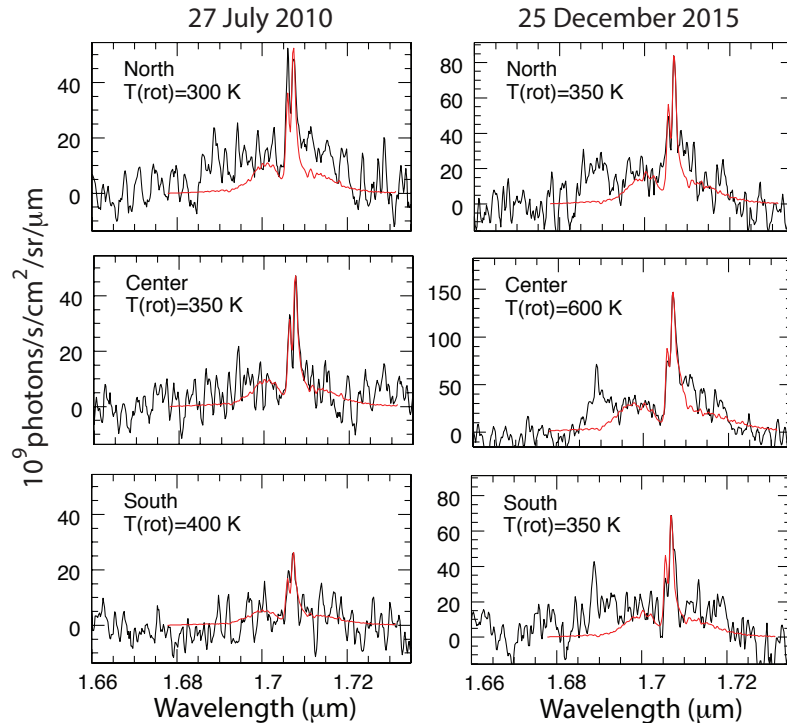 27 July 2010
25 December 2015
10⁹photons/s/cm²/sr/μm
North
T(rot)=300 K
40
20
0
North
T(rot)=350 K
80
60
40
20
0
Center
T(rot)=350 K
40
20
0
Center
T(rot)=600 K
150
100
50
0
South
T(rot)=400 K
40
20
0
South
T(rot)=350 K
80
60
40
20
0
1.66 1.68 1.7 1.72
1.66 1.68 1.7 1.72
Wavelength (μm)
Wavelength (μm)